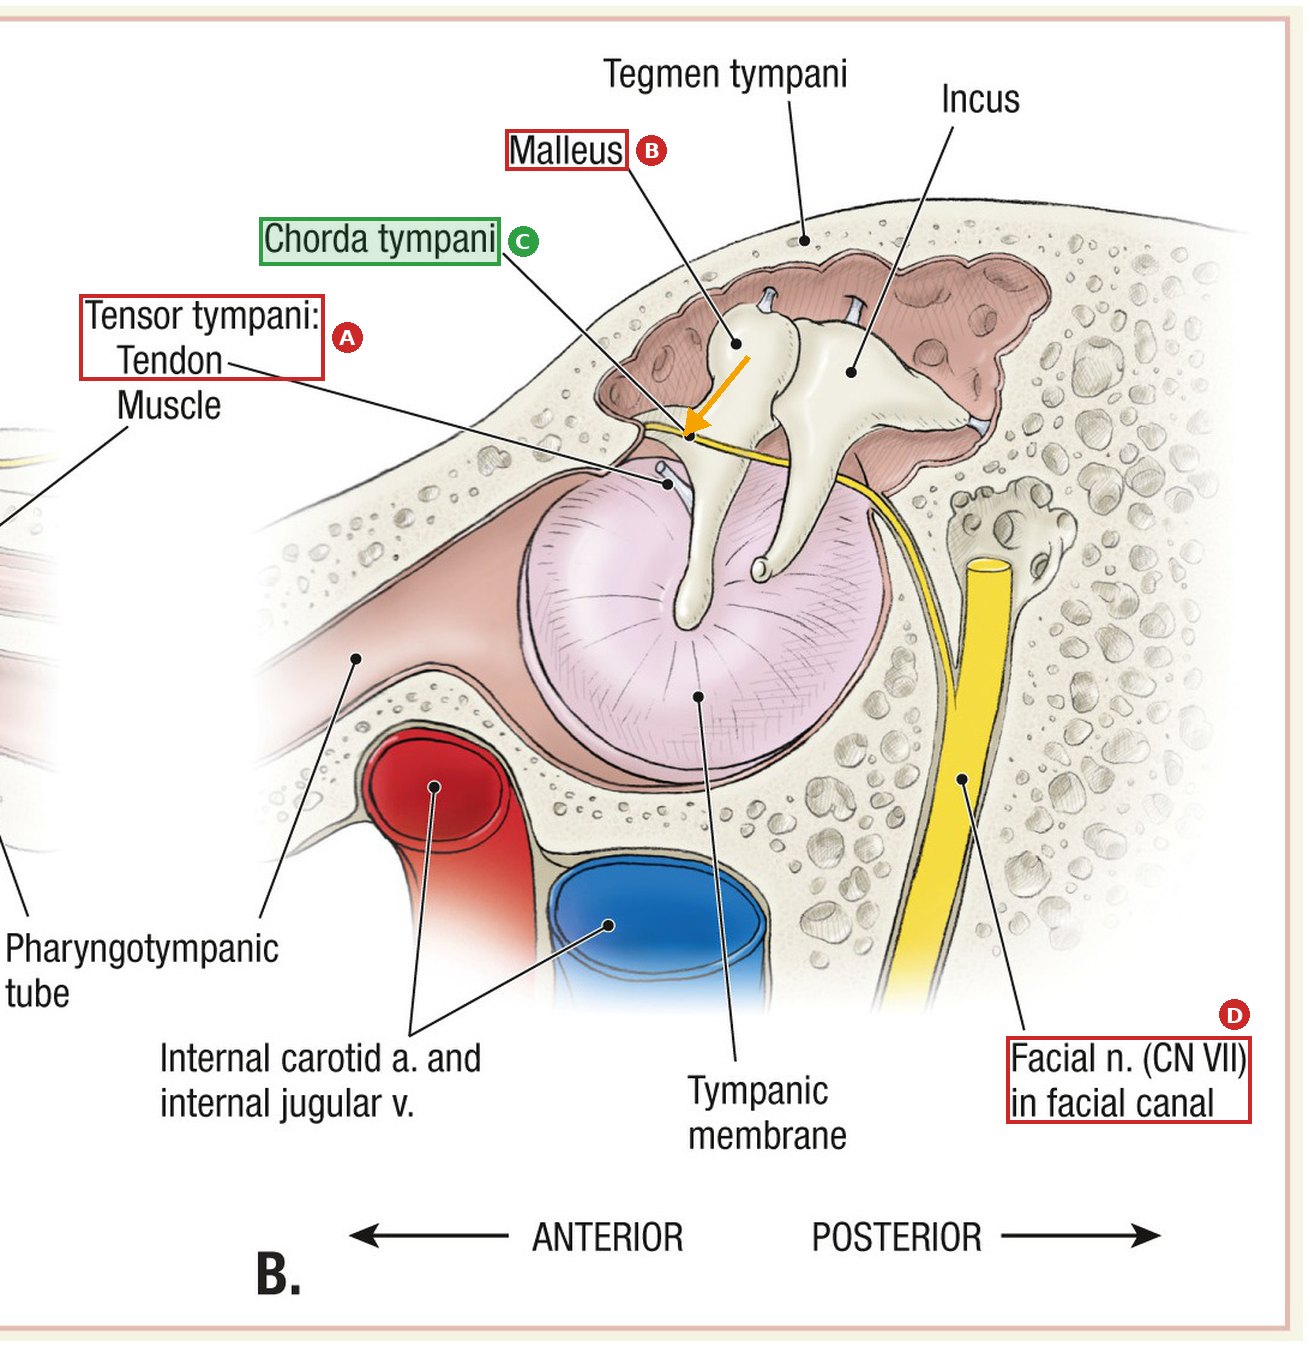 Tegmen tympani
Incus
Malleus B
Chorda tympani C
Tensor tympani: A
Tendon
Muscle
Pharyngotympanic
tube
Internal carotid a. and
internal jugular v.
Tympanic
membrane
D
Facial n. (CN VII)
in facial canal
ANTERIOR POSTERIOR
B.